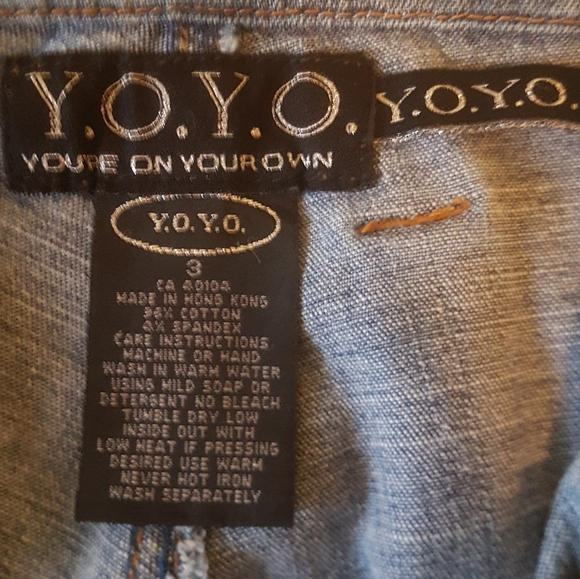 Y.O.Y.O.
YOU'RE ON YOUR OWN
Y.O.Y.O.
Y.O.Y.O.
3
CA 40104
MADE IN HONG KONG
96% COTTON
4% SPANDEX
CARE INSTRUCTIONS
MACHINE OR HAND
WASH IN WARM WATER
USING MILD SOAP OR
DETERGENT NO BLEACH
TUMBLE DRY LOW
INSIDE OUT WITH
LOW HEAT IF PRESSING
DESIRED USE WARM
NEVER HOT IRON
WASH SEPARATELY